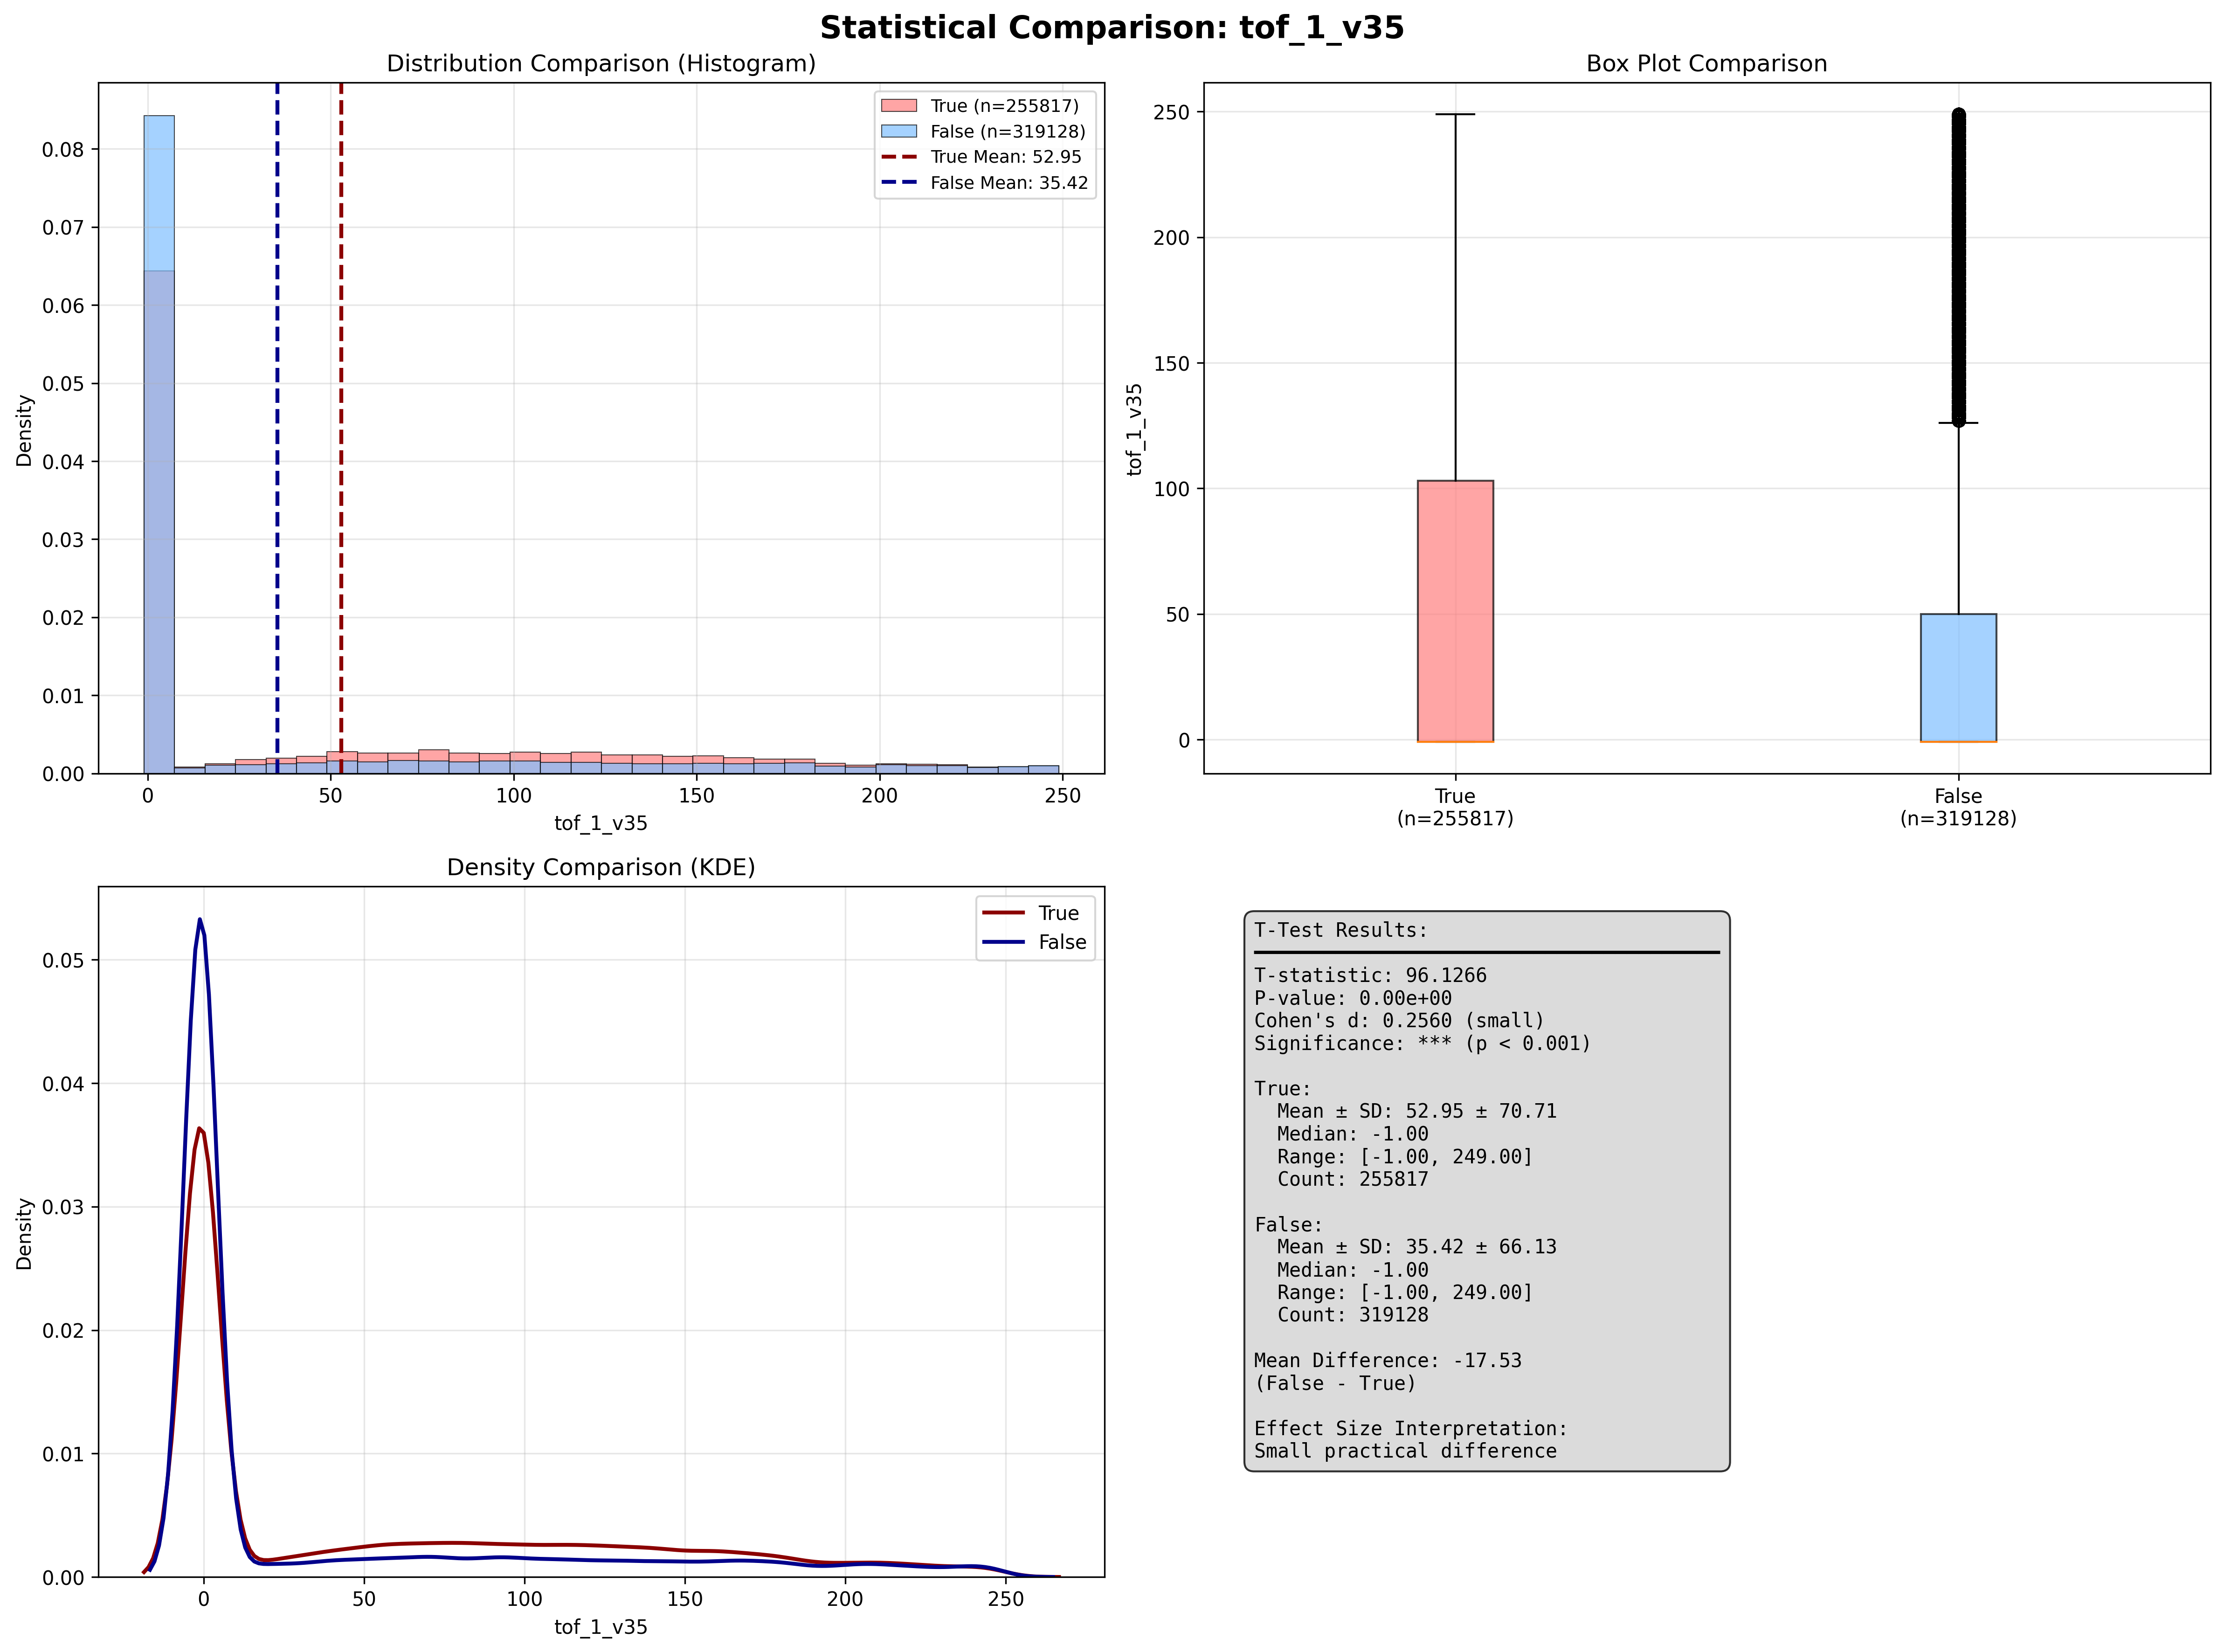 Statistical Comparison: tof_1_v35
Distribution Comparison (Histogram)
Density
0.08
0.07
0.06
0.05
0.04
0.03
0.02
0.01
0.00
True (n=255817)
False (n=319128)
True Mean: 52.95
False Mean: 35.42
0 50 100 150 200 250
tof_1_v35
Box Plot Comparison
tof_1_v35
250
200
150
100
50
0
True
(n=255817)
False
(n=319128)
Density Comparison (KDE)
Density
0.05
0.04
0.03
0.02
0.01
0.00
True
False
0 50 100 150 200 250
tof_1_v35
T-Test Results:
T-statistic: 96.1266
P-value: 0.00e+00
Cohen's d: 0.2560 (small)
Significance: *** (p < 0.001)
True:
Mean ± SD: 52.95 ± 70.71
Median: -1.00
Range: [-1.00, 249.00]
Count: 255817
False:
Mean ± SD: 35.42 ± 66.13
Median: -1.00
Range: [-1.00, 249.00]
Count: 319128
Mean Difference: -17.53
(False - True)
Effect Size Interpretation:
Small practical difference